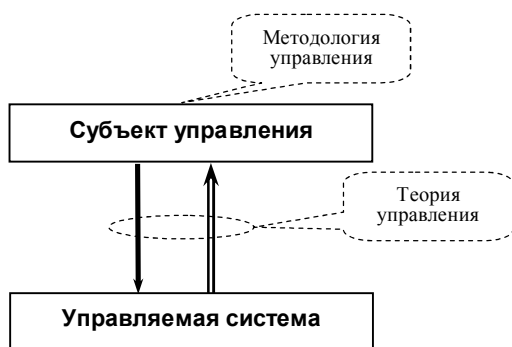 Методология
управления
Субъект управления
Теория
управления
Управляемая система